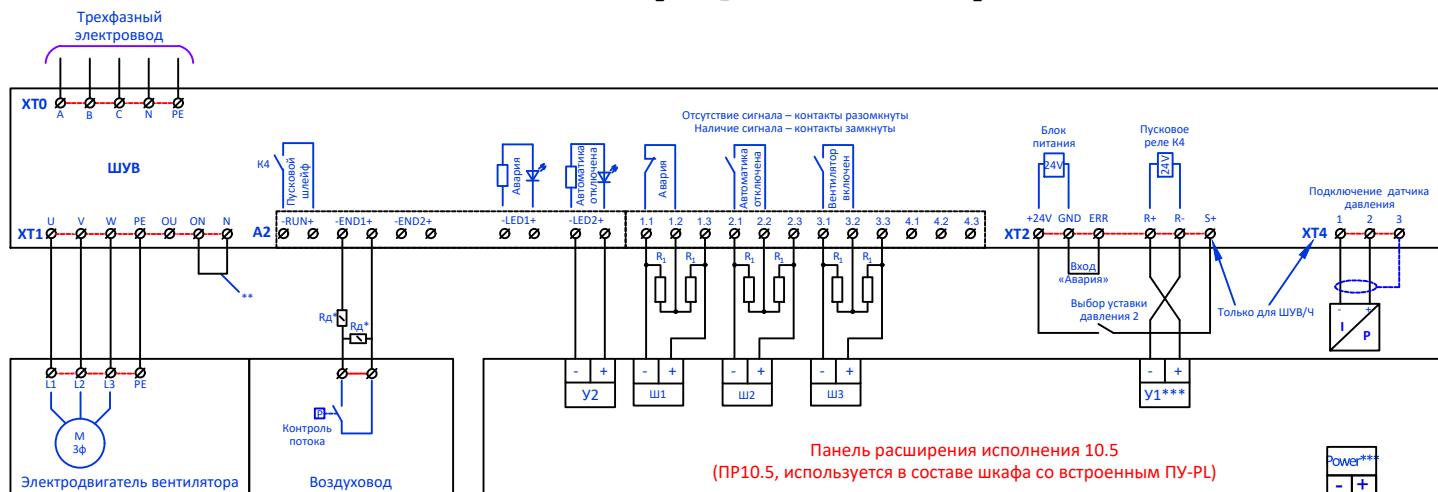 Трехфазный
электроввод
XT0
A B C N PE
ШУВ
K4
Пусковой
шлейф
Авария
Автоматика
отключена
Отсутствие сигнала – контакты разомкнуты
Наличие сигнала – контакты замкнуты
Авария
Автоматика
отключена
Вентилятор
включен
Блок
питания
24V
Пусковое
реле К4
24V
Подключение датчика
давления
XT1
U V W PE OU ON N
A2
-RUN+ -END1+ -END2+ -LED1+ -LED2+ 1.1 1.2 1.3 2.1 2.2 2.3 3.1 3.2 3.3 4.1 4.2 4.3
XT2
+24V GND ERR R+ R- S+
XT4
1 2 3
**
R1 R1 R1 R1 R1 R1
Вход
«Авария»
Выбор уставки
давления 2
Только для ШУВ/Ч
Rд*
Rд*
- +
I P
L1 L2 L3 PE
М
3ф
Электродвигатель вентилятора
P
Контроль
потока
Воздуховод
- +
У2
- +
Ш1
- +
Ш2
- +
Ш3
- +
У1***
Панель расширения исполнения 10.5
(ПР10.5, используется в составе шкафа со встроенным ПУ-PL)
Power***
- +